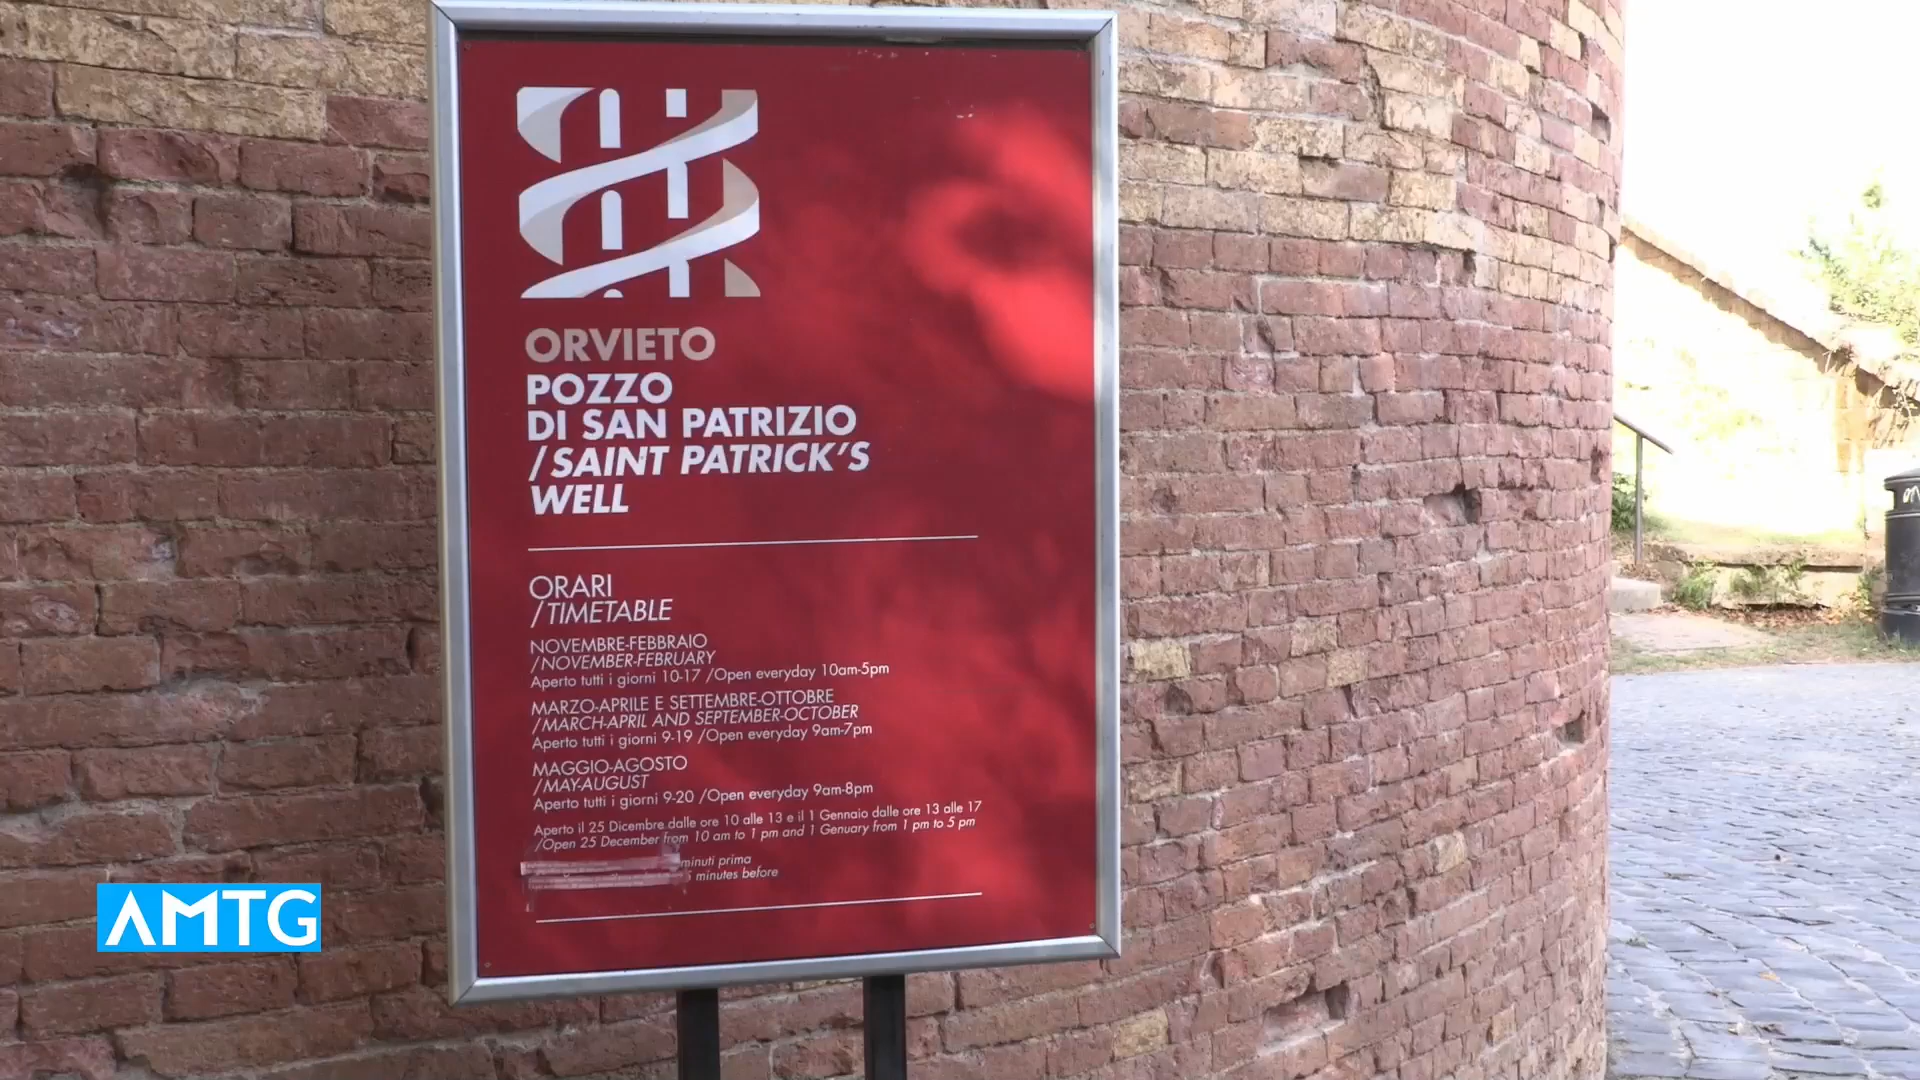 ORVIETO
POZZO
DI SAN PATRIZIO
/SAINT PATRICK'S
WELL
ORARI
/TIMETABLE
NOVEMBRE-FEBBRAIO
/NOVEMBER-FEBRUARY
Aperto tutti i giorni 10-17 /Open everyday 10am-5pm
MARZO-APRILE E SETTEMBRE-OTTOBRE
/MARCH-APRIL AND SEPTEMBER-OCTOBER
Aperto tutti i giorni 9-19 /Open everyday 9am-7pm
MAGGIO-AGOSTO
/MAY-AUGUST
Aperto tutti i giorni 9-20 /Open everyday 9am-8pm
Aperto il 25 Dicembre dalle ore 10 alle 13 e il 1 Gennaio dalle ore 13 alle 17
/Open 25 December from 10 am to 1 pm and 1 Genuary from 1 pm to 5 pm
minuti prima
minutes before
AMTG